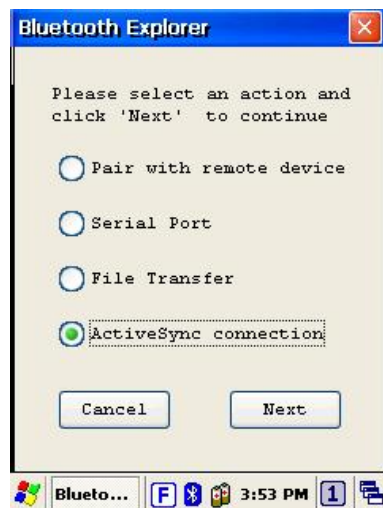 Bluetooth Explorer
Please select an action and
click 'Next' to continue
Pair with remote device
Serial Port
File Transfer
ActiveSync connection
Cancel Next
Blueto... F 3:53 PM 1